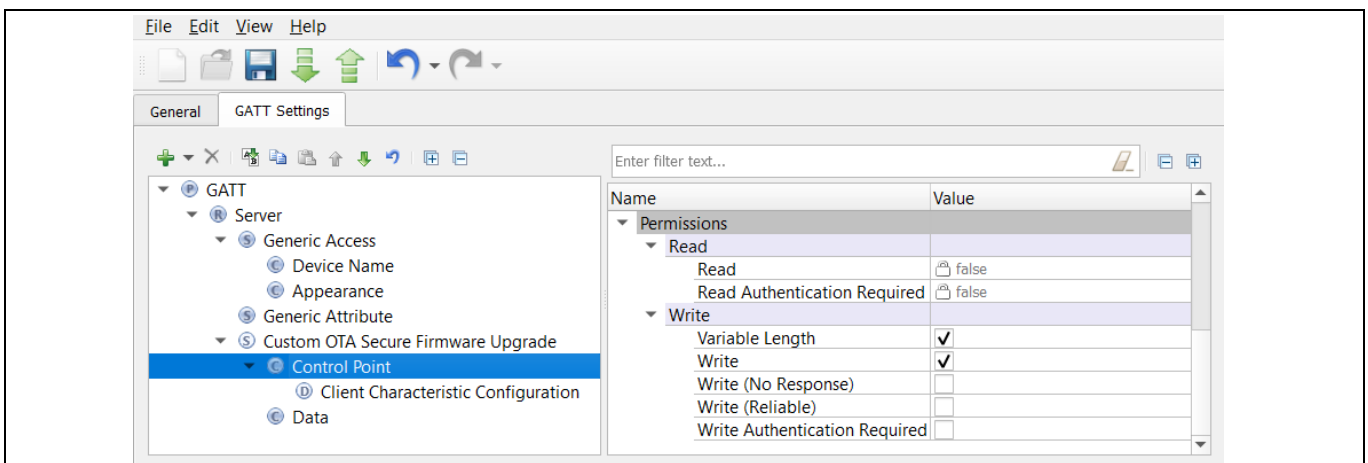 File Edit View Help
General GATT Settings
Enter filter text...
GATT
Server
Generic Access
Device Name
Appearance
Generic Attribute
Custom OTA Secure Firmware Upgrade
Control Point
Client Characteristic Configuration
Data
Name Value
Permissions
Read
Read false
Read Authentication Required false
Write
Variable Length
Write
Write (No Response)
Write (Reliable)
Write Authentication Required